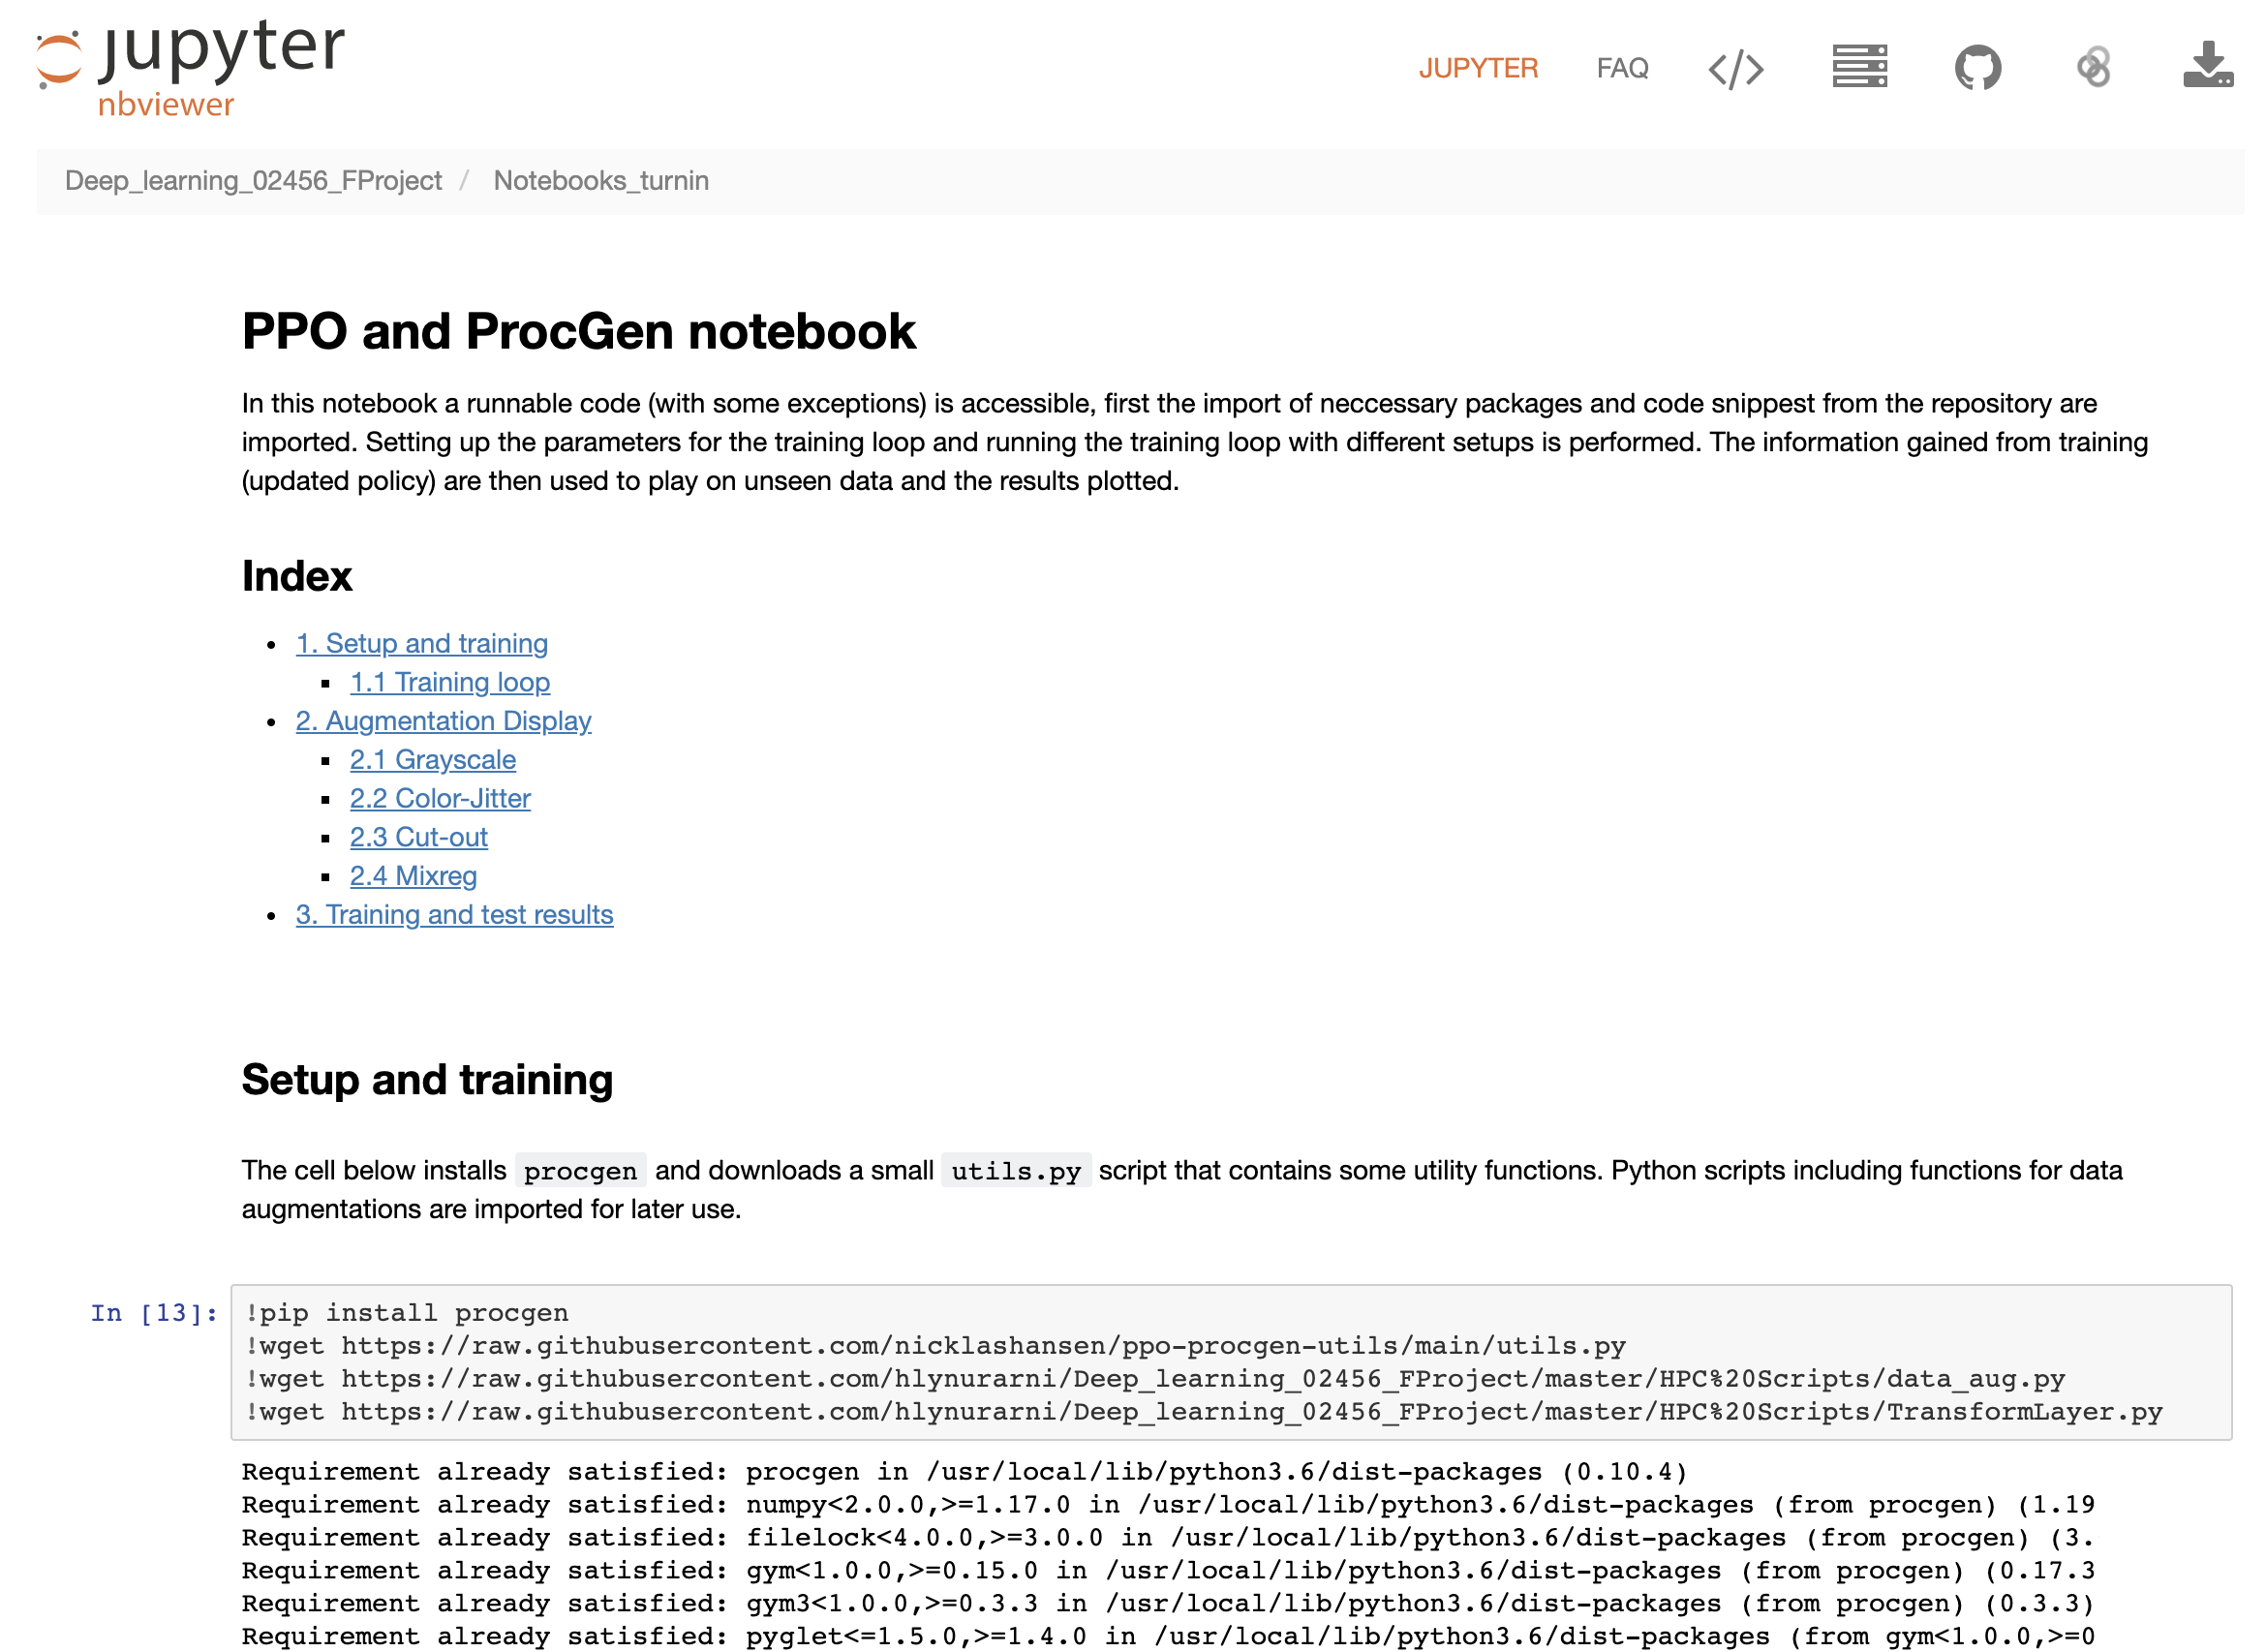 jupyter
nbviewer
JUPYTER FAQ
Deep_learning_02456_FProject / Notebooks_turnin
PPO and ProcGen notebook
In this notebook a runnable code (with some exceptions) is accessible, first the import of neccessary packages and code snippest from the repository are
imported. Setting up the parameters for the training loop and running the training loop with different setups is performed. The information gained from training
(updated policy) are then used to play on unseen data and the results plotted.
Index
1. Setup and training
1.1 Training loop
2. Augmentation Display
2.1 Grayscale
2.2 Color-Jitter
2.3 Cut-out
2.4 Mixreg
3. Training and test results
Setup and training
The cell below installs procgen and downloads a small utils.py script that contains some utility functions. Python scripts including functions for data
augmentations are imported for later use.
In [13]: !pip install procgen
!wget https://raw.githubusercontent.com/nicklashansen/ppo-procgen-utils/main/utils.py
!wget https://raw.githubusercontent.com/hlynurarni/Deep_learning_02456_FProject/master/HPC%20Scripts/data_aug.py
!wget https://raw.githubusercontent.com/hlynurarni/Deep_learning_02456_FProject/master/HPC%20Scripts/TransformLayer.py
Requirement already satisfied: procgen in /usr/local/lib/python3.6/dist-packages (0.10.4)
Requirement already satisfied: numpy<2.0.0,>=1.17.0 in /usr/local/lib/python3.6/dist-packages (from procgen) (1.19
Requirement already satisfied: filelock<4.0.0,>=3.0.0 in /usr/local/lib/python3.6/dist-packages (from procgen) (3.
Requirement already satisfied: gym<1.0.0,>=0.15.0 in /usr/local/lib/python3.6/dist-packages (from procgen) (0.17.3
Requirement already satisfied: gym3<1.0.0,>=0.3.3 in /usr/local/lib/python3.6/dist-packages (from procgen) (0.3.3)
Requirement already satisfied: pyglet<=1.5.0,>=1.4.0 in /usr/local/lib/python3.6/dist-packages (from gym<1.0.0,>=0